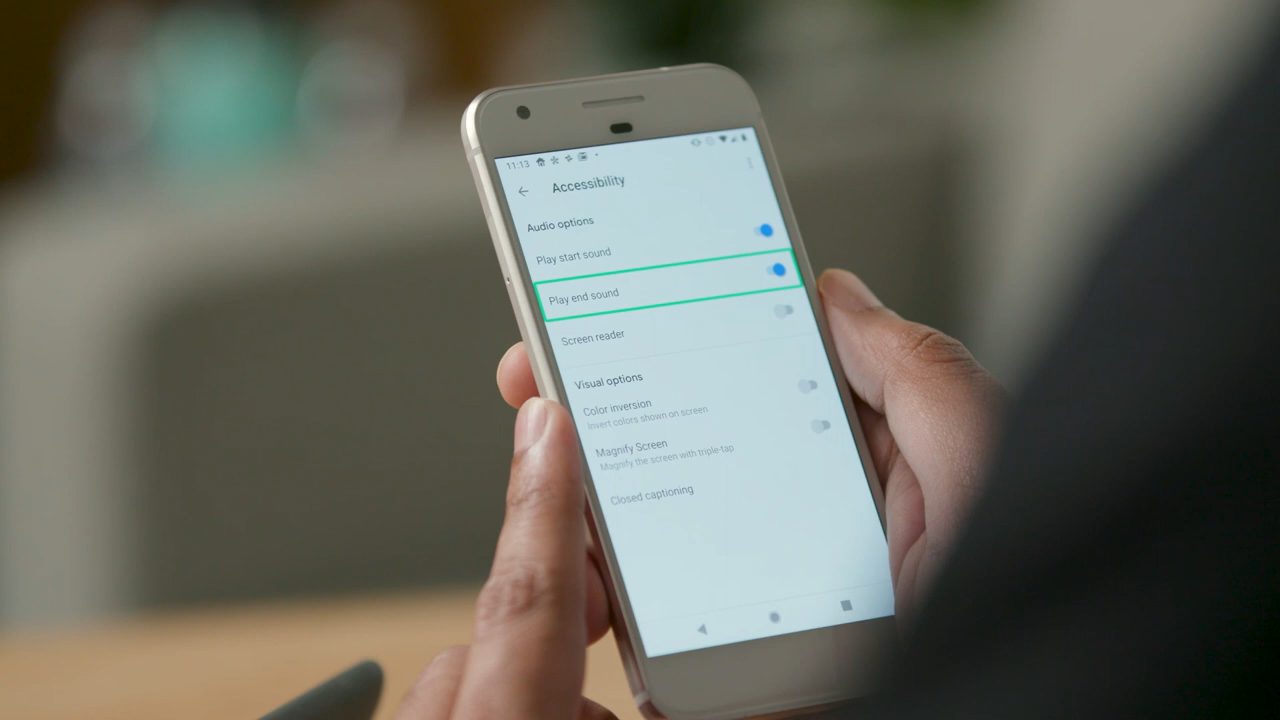 11:13
Accessibility
Audio options
Play start sound
Play end sound
Screen reader
Visual options
Color inversion
Invert colors shown on screen
Magnify Screen
Magnify the screen with triple-tap
Closed captioning